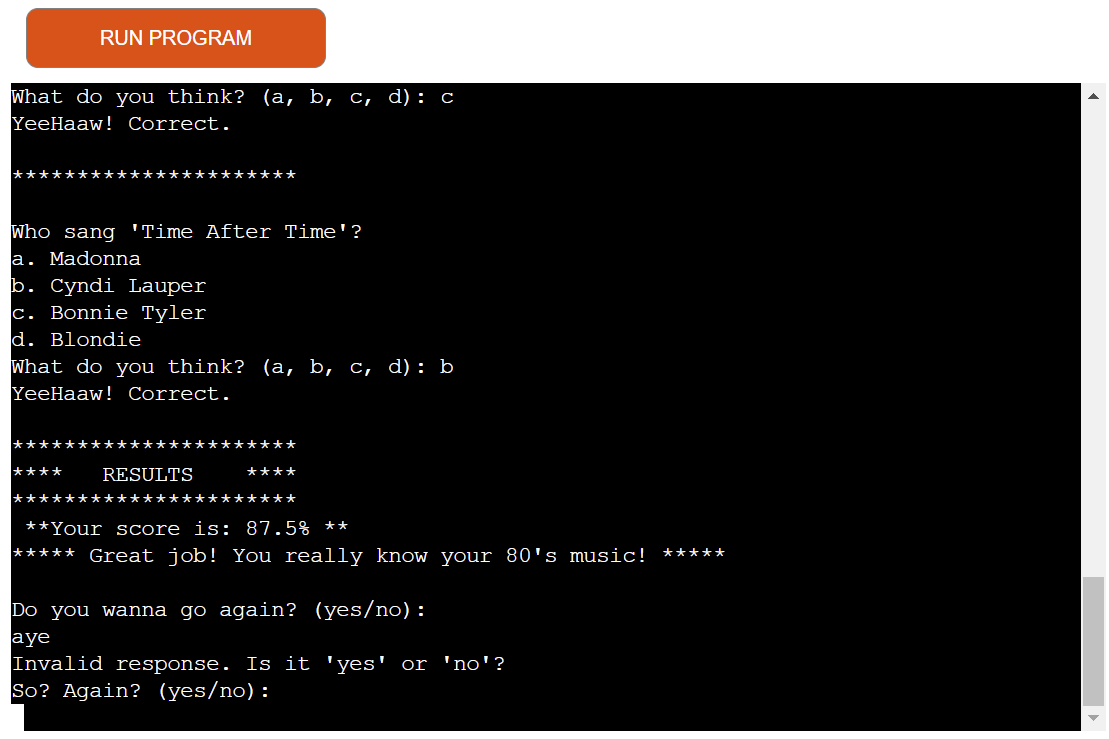 RUN PROGRAM
What do you think? (a, b, c, d): c
YeeHaaw! Correct.
**********************
Who sang 'Time After Time'?
a. Madonna
b. Cyndi Lauper
c. Bonnie Tyler
d. Blondie
What do you think? (a, b, c, d): b
YeeHaaw! Correct.
**********************
****   RESULTS    ****
**********************
 **Your score is: 87.5% **
***** Great job! You really know your 80's music! *****
Do you wanna go again? (yes/no):
aye
Invalid response. Is it 'yes' or 'no'?
So? Again? (yes/no):